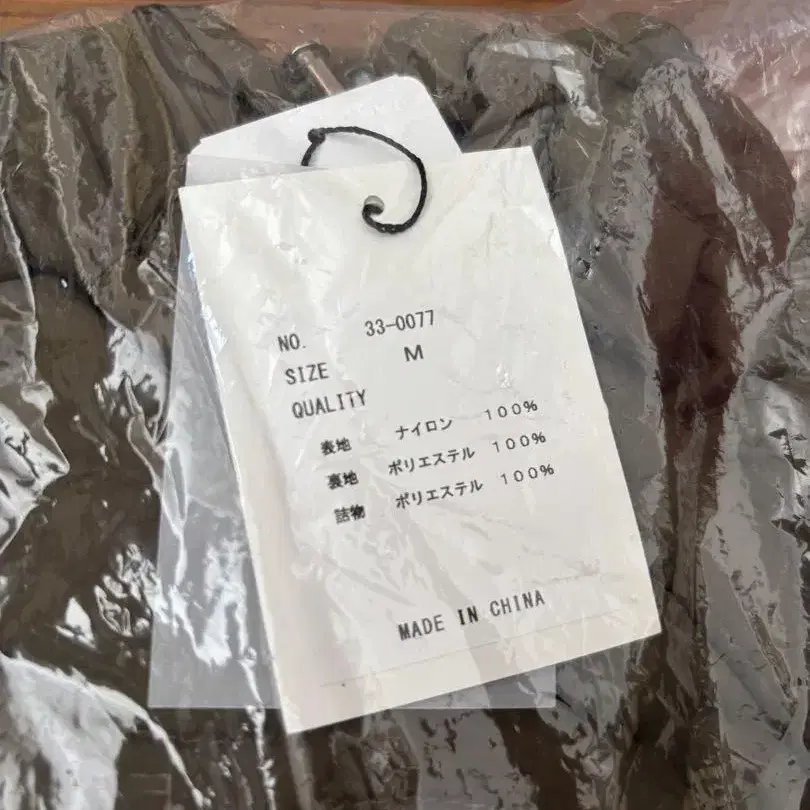 NO. 33-0077
SIZE M
QUALITY
表地 ナイロン 100%
裏地 ポリエステル 100%
詰物 ポリエステル 100%
MADE IN CHINA